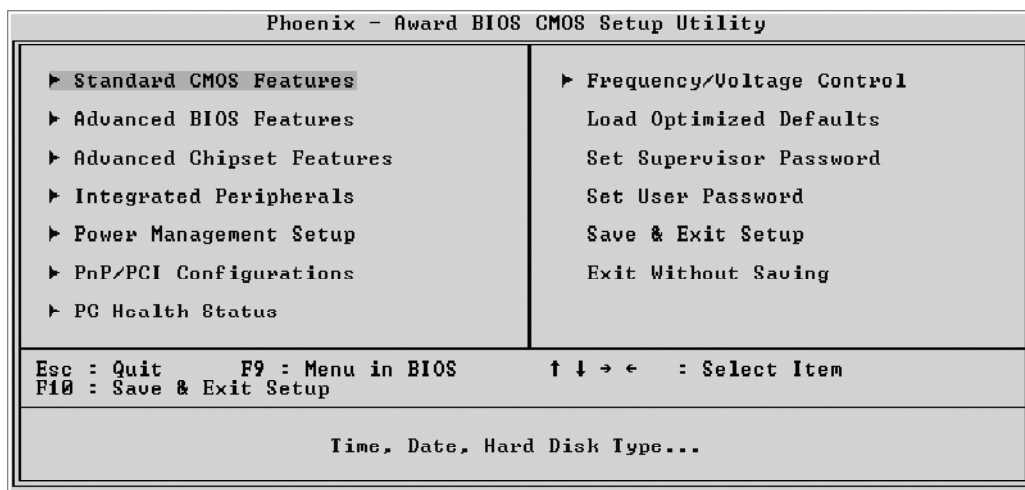 Phoenix - Award BIOS CMOS Setup Utility
▶ Standard CMOS Features
▶ Advanced BIOS Features
▶ Advanced Chipset Features
▶ Integrated Peripherals
▶ Power Management Setup
▶ PnP/PCI Configurations
▶ PC Health Status
▶ Frequency/Voltage Control
Load Optimized Defaults
Set Supervisor Password
Set User Password
Save & Exit Setup
Exit Without Saving
Esc : Quit F9 : Menu in BIOS ↑ ↓ → ← : Select Item
F10 : Save & Exit Setup
Time, Date, Hard Disk Type...